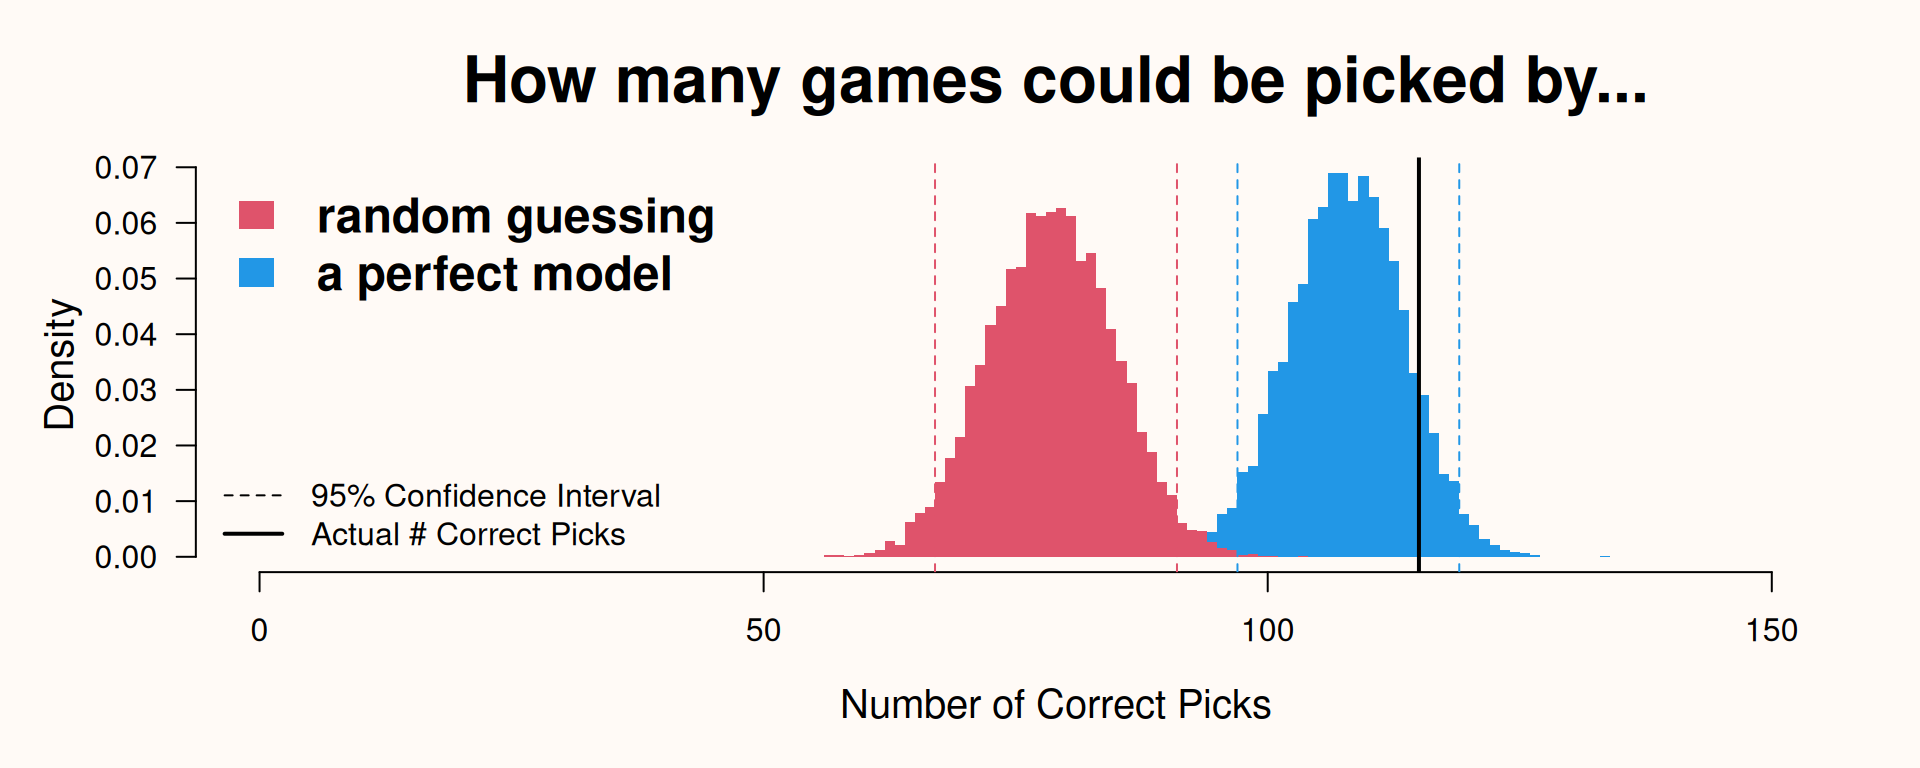 How many games could be picked by...
0.07
0.06
0.05
0.04
0.03
0.02
0.01
0.00
Density
random guessing
a perfect model
95% Confidence Interval
Actual # Correct Picks
0 50 100 150
Number of Correct Picks